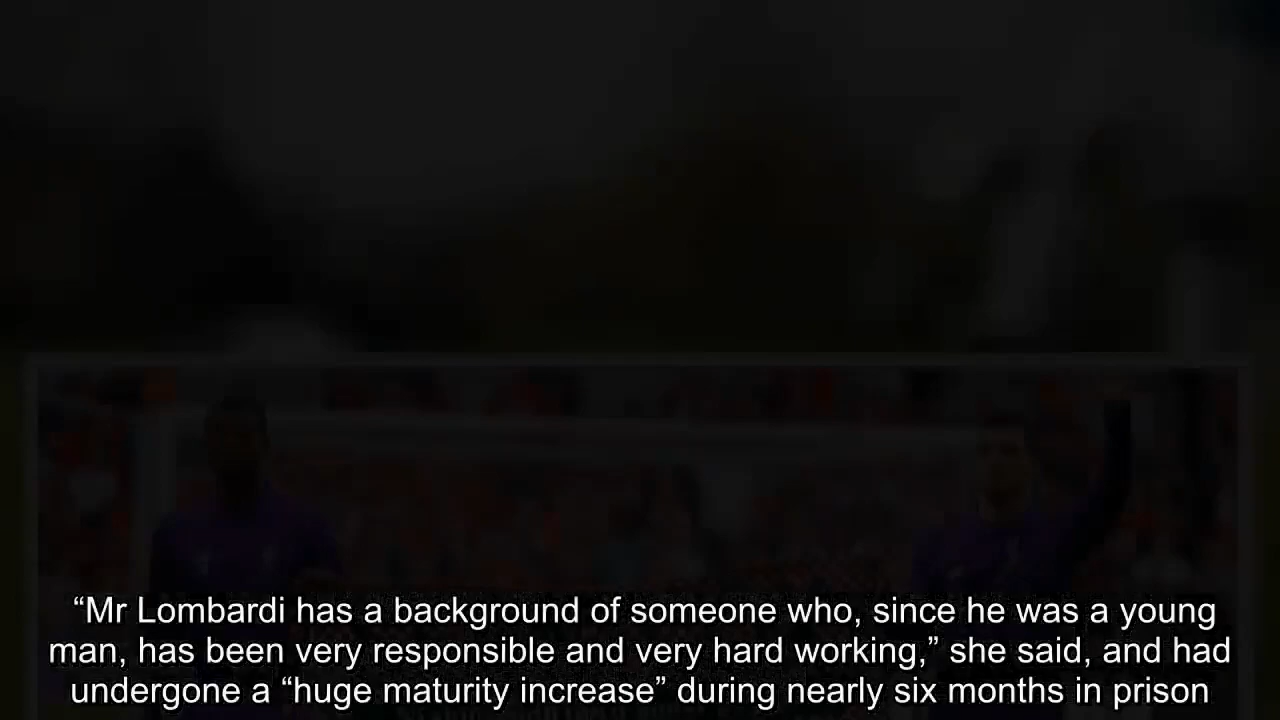 “Mr Lombardi has a background of someone who, since he was a young
man, has been very responsible and very hard working,” she said, and had
undergone a “huge maturity increase” during nearly six months in prison